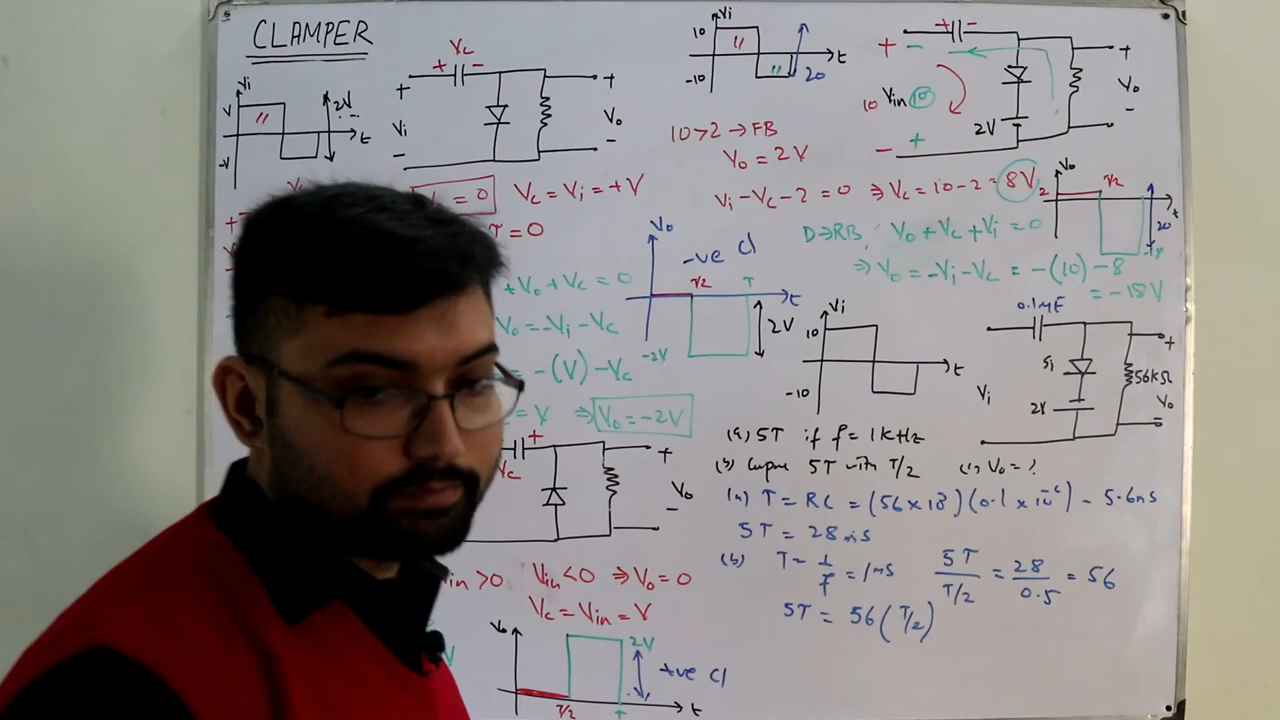 CLAMPER
Vi
V
-V
2V
t
Vc
+ -
+
Vi
-
+
Vo
-
= 0
Vc = Vi = +V
τ = 0
+Vo + Vc = 0
Vo = -Vi - Vc
= -(V) - Vc
= V ⇒ Vo = -2V
Vo
-ve Cl
T/2
T
t
2V
-2V
+
Vc
+
Vo
-
Vin > 0 Vin < 0 ⇒ Vo = 0
Vc = Vin = V
Vo
2V
+ve Cl
T/2
T
t
Vi
10
-10
20
t
10 > 2 → FB
Vo = 2V
Vi - Vc - 2 = 0 ⇒ Vc = 10 - 2 = 8V
+ -
+ -
10 Vin 10
- +
2V
+
Vo
-
D → RB Vo + Vc + Vi = 0
⇒ Vo = -Vi - Vc = -(10) - 8
= -18V
Vo
2
T/2
t
20
-18
Vi
10
-10
t
0.1μF
Si
2V
56KΩ
Vi
+
Vo
-
(a) 5τ if f = 1KHz
(b) 5τ with T/2 (c) Vo = ?
(a) τ = RC = (56 × 10³)(0.1 × 10⁻⁶) = 5.6ms
5τ = 28ms
(b) T = 1/f = 1ms 5τ / T/2 = 28/0.5 = 56
5τ = 56 (T/2)